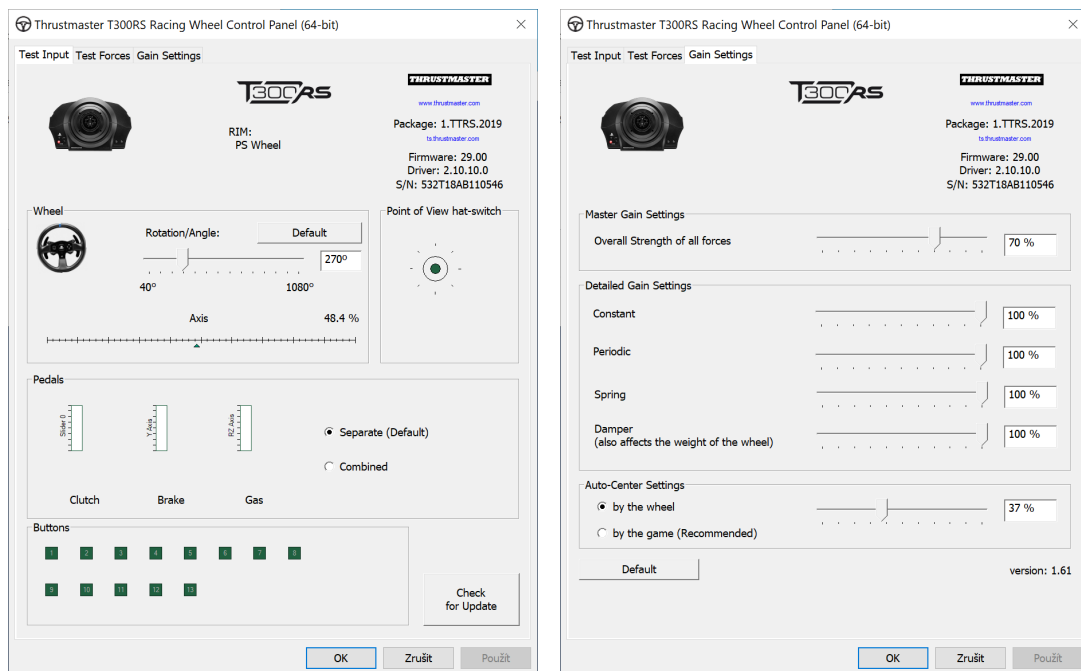 Thrustmaster T300RS Racing Wheel Control Panel (64-bit)
Test Input Test Forces Gain Settings
T300RS
THRUSTMASTER
www.thrustmaster.com
RIM:
PS Wheel
Package: 1.TTRS.2019
ts.thrustmaster.com
Firmware: 29.00
Driver: 2.10.10.0
S/N: 532T18AB110546
Wheel
Rotation/Angle:
Default
270º
40º
1080º
Axis
48.4 %
Point of View hat-switch
Pedals
Slider 0
Y Axis
RZ Axis
Separate (Default)
Combined
Clutch
Brake
Gas
Buttons
1 2 3 4 5 6 7 8
9 10 11 12 13
Check
for Update
OK
Zrušit
Použít
Thrustmaster T300RS Racing Wheel Control Panel (64-bit)
Test Input Test Forces Gain Settings
T300RS
THRUSTMASTER
www.thrustmaster.com
Package: 1.TTRS.2019
ts.thrustmaster.com
Firmware: 29.00
Driver: 2.10.10.0
S/N: 532T18AB110546
Master Gain Settings
Overall Strength of all forces
70 %
Detailed Gain Settings
Constant
100 %
Periodic
100 %
Spring
100 %
Damper
(also affects the weight of the wheel)
100 %
Auto-Center Settings
by the wheel
37 %
by the game (Recommended)
Default
version: 1.61
OK
Zrušit
Použít